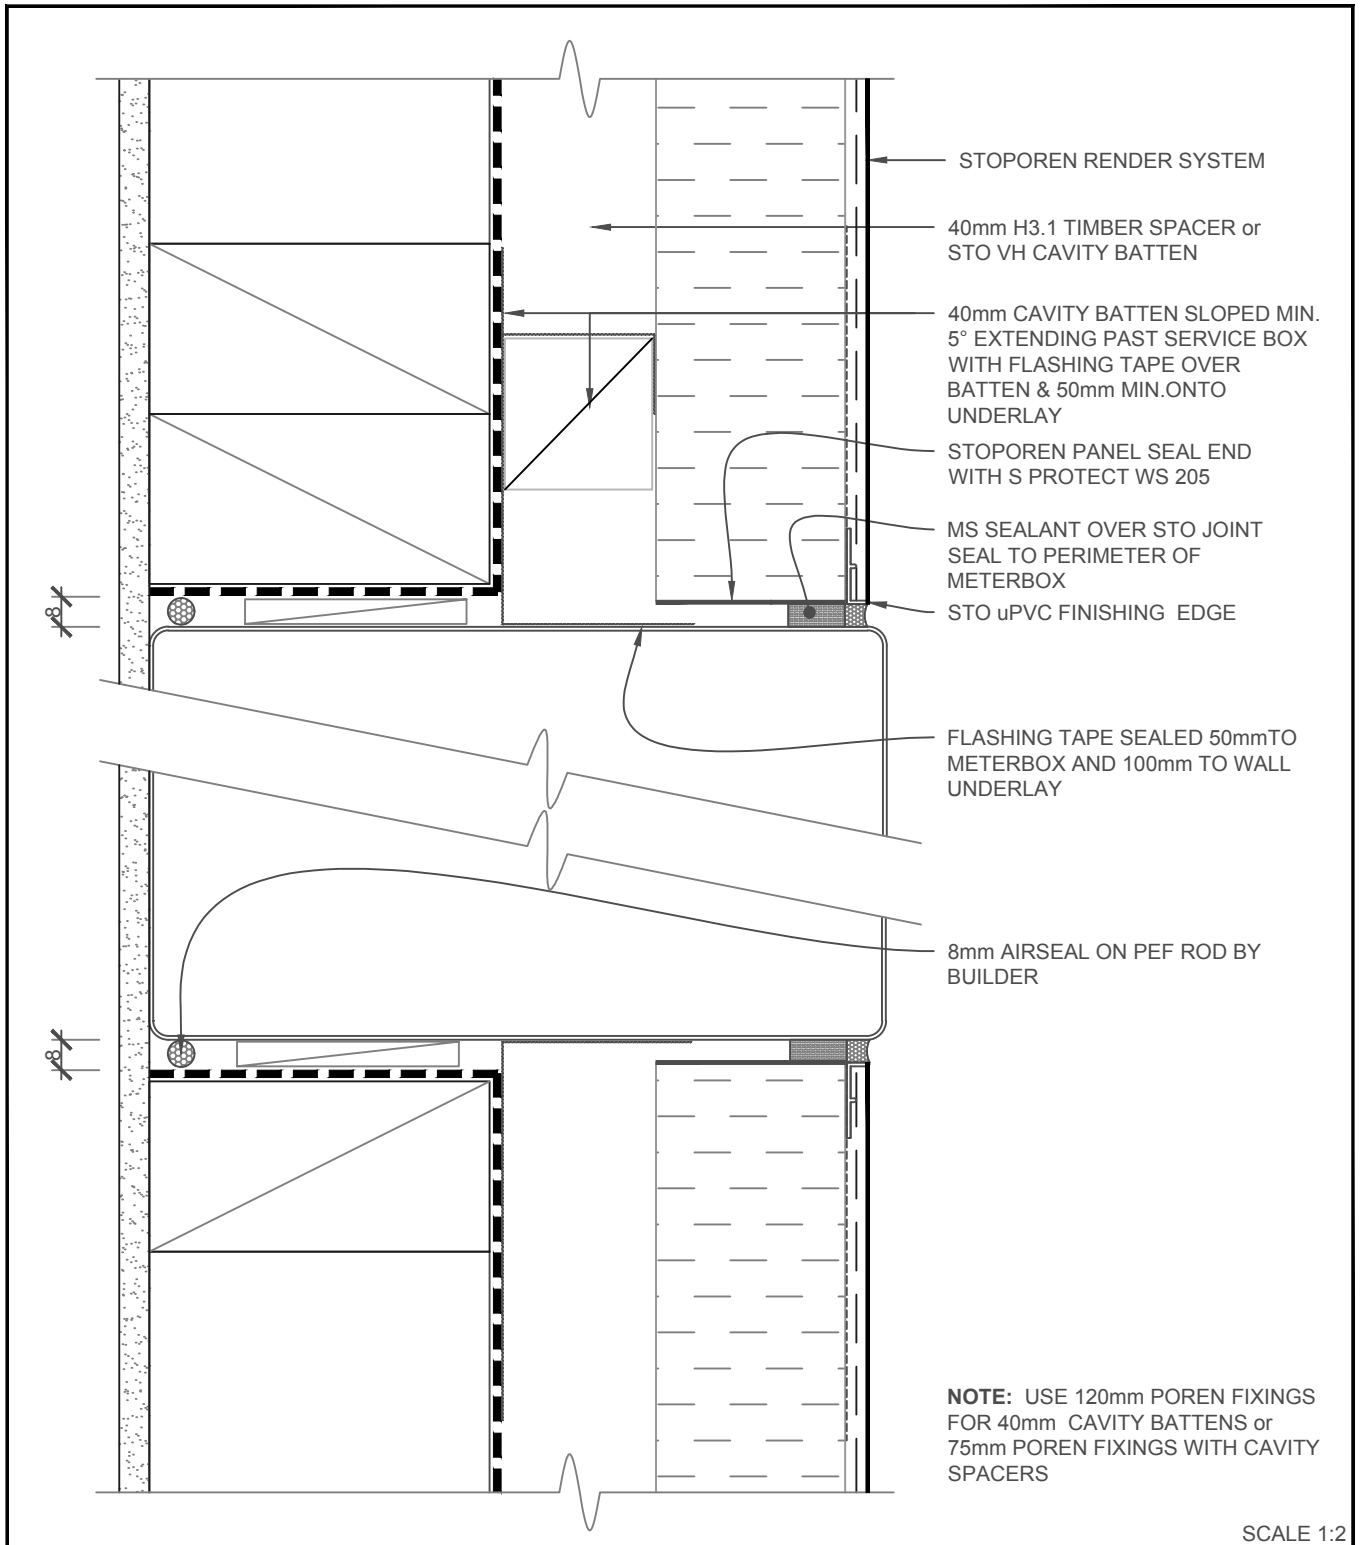 STOPOREN RENDER SYSTEM
40mm H3.1 TIMBER SPACER or
STO VH CAVITY BATTEN
40mm CAVITY BATTEN SLOPED MIN.
5° EXTENDING PAST SERVICE BOX
WITH FLASHING TAPE OVER
BATTEN & 50mm MIN.ONTO
UNDERLAY
STOPOREN PANEL SEAL END
WITH S PROTECT WS 205
MS SEALANT OVER STO JOINT
SEAL TO PERIMETER OF
METERBOX
8
STO uPVC FINISHING EDGE
FLASHING TAPE SEALED 50mmTO
METERBOX AND 100mm TO WALL
UNDERLAY
8mm AIRSEAL ON PEF ROD BY
BUILDER
8
NOTE: USE 120mm POREN FIXINGS
FOR 40mm CAVITY BATTENS or
75mm POREN FIXINGS WITH CAVITY
SPACERS
SCALE 1:2